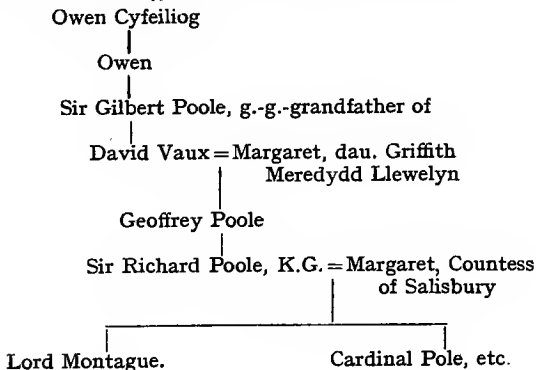 Owen Cyfeiliog
Owen
Sir Gilbert Poole, g.-g.-grandfather of
David Vaux = Margaret, dau. Griffith
Meredydd Llewelyn
Geoffrey Poole
Sir Richard Poole, K.G. = Margaret, Countess
of Salisbury
Lord Montague. Cardinal Pole, etc.